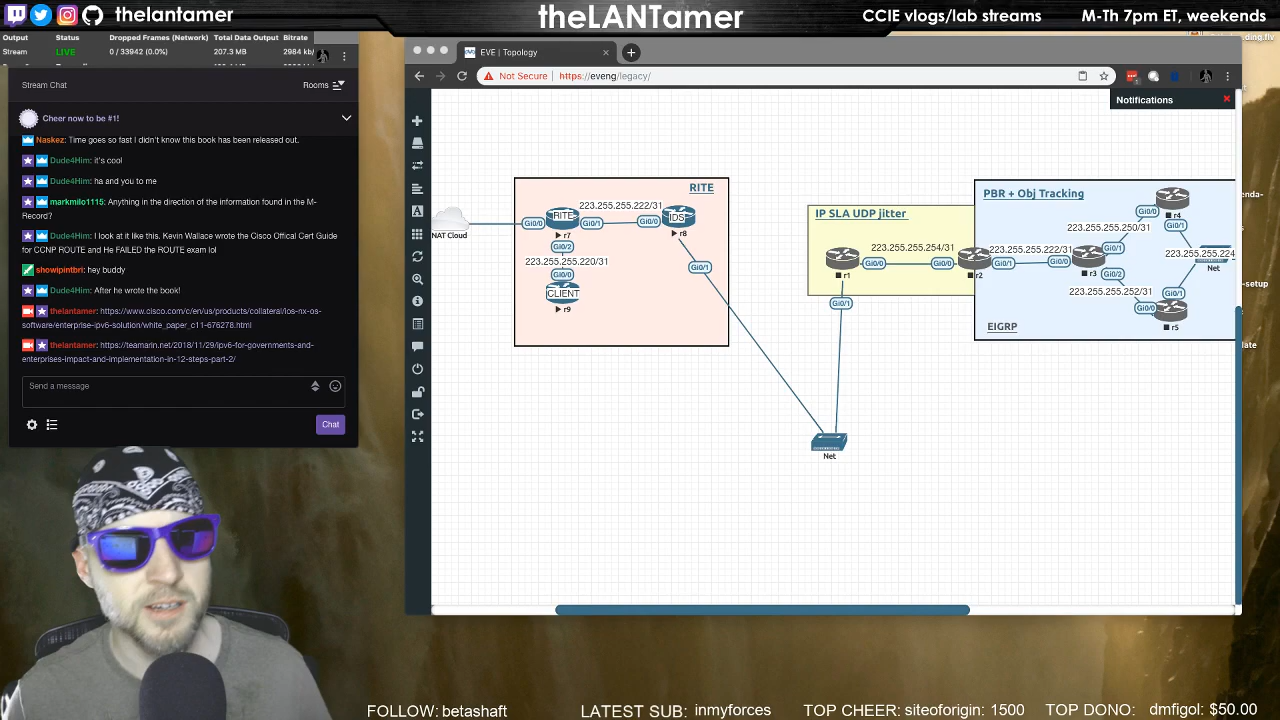 thelantamer
theLANTamer
CCIE vlogs/lab streams
M-Th 7pm ET, weekends
Output Status Dropped Frames (Network) Total Data Output Bitrate
Stream LIVE 0 / 33942 (0.0%) 207.3 MB 2984 kb/
Stream Chat
Rooms
Cheer now to be #1!
Naskez: Time goes so fast I didn't know this book has been released out.
Dude4Him: it's cool
Dude4Him: ha and you to me
markmilo1115: Anything in the direction of the information found in the M-
Record?
Dude4Him: I look at it like this, Kevin Wallace wrote the Cisco Offical Cert Guide
for CCNP ROUTE and He FAILED the ROUTE exam lol
showipintbri: hey buddy
Dude4Him: After he wrote the book!
thelantamer: https://www.cisco.com/c/en/us/products/collateral/ios-nx-os-
software/enterprise-ipv6-solution/white_paper_c11-676278.html
thelantamer: https://teamarin.net/2018/11/29/ipv6-for-governments-and-
enterprises-impact-and-implementation-in-12-steps-part-2/
Send a message
Chat
EVE | Topology
Not Secure https://eveng/legacy/
Notifications
RITE
223.255.255.222/31
NAT Cloud
Gi0/0
RITE
Gi0/1
Gi0/0
IDS
r7
r8
Gi0/2
223.255.255.220/31
Gi0/0
Gi0/1
CLIENT
r9
IP SLA UDP jitter
223.255.255.254/31
Gi0/0
Gi0/0
r1
r2
Gi0/1
Net
PBR + Obj Tracking
r4
Gi0/0
Gi0/1
223.255.255.250/31
223.255.255.222/31
Gi0/1
223.255.255.224
Gi0/1
Gi0/0
r3
Net
Gi0/2
223.255.255.252/31
Gi0/1
Gi0/0
r5
EIGRP
ding.flv
enda-
-setup
late
FOLLOW: betashaft
LATEST SUB: inmyforces
TOP CHEER: siteoforigin: 1500
TOP DONO: dmfigol: $50.00